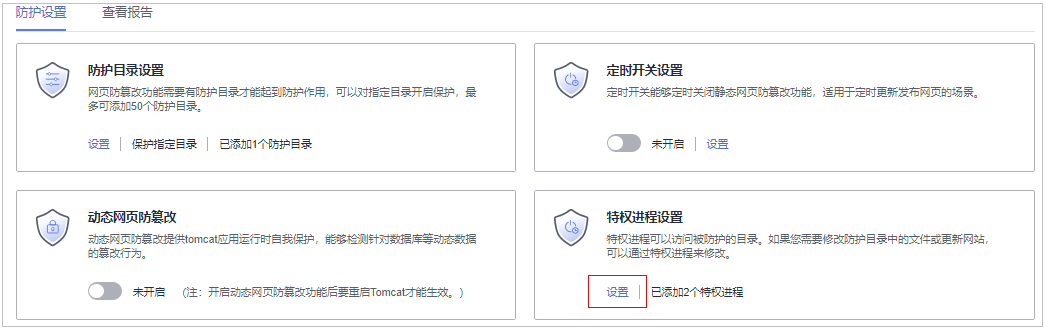 防护设置 查看报告
防护目录设置
网页防篡改功能需要有防护目录才能起到防护作用，可以对指定目录开启保护，最
多可添加50个防护目录。
设置 保护指定目录 已添加1个防护目录
定时开关设置
定时开关能够定时关闭静态网页防篡改功能，适用于定时更新发布网页的场景。
未开启 设置
动态网页防篡改
动态网页防篡改提供tomcat应用运行时自我保护，能够检测针对数据库等动态数据
的篡改行为。
未开启 （注：开启动态网页防篡改功能后要重启Tomcat才能生效。）
特权进程设置
特权进程可以访问被防护的目录。如果您需要修改防护目录中的文件或更新网站，
可以通过特权进程来修改。
设置 已添加2个特权进程